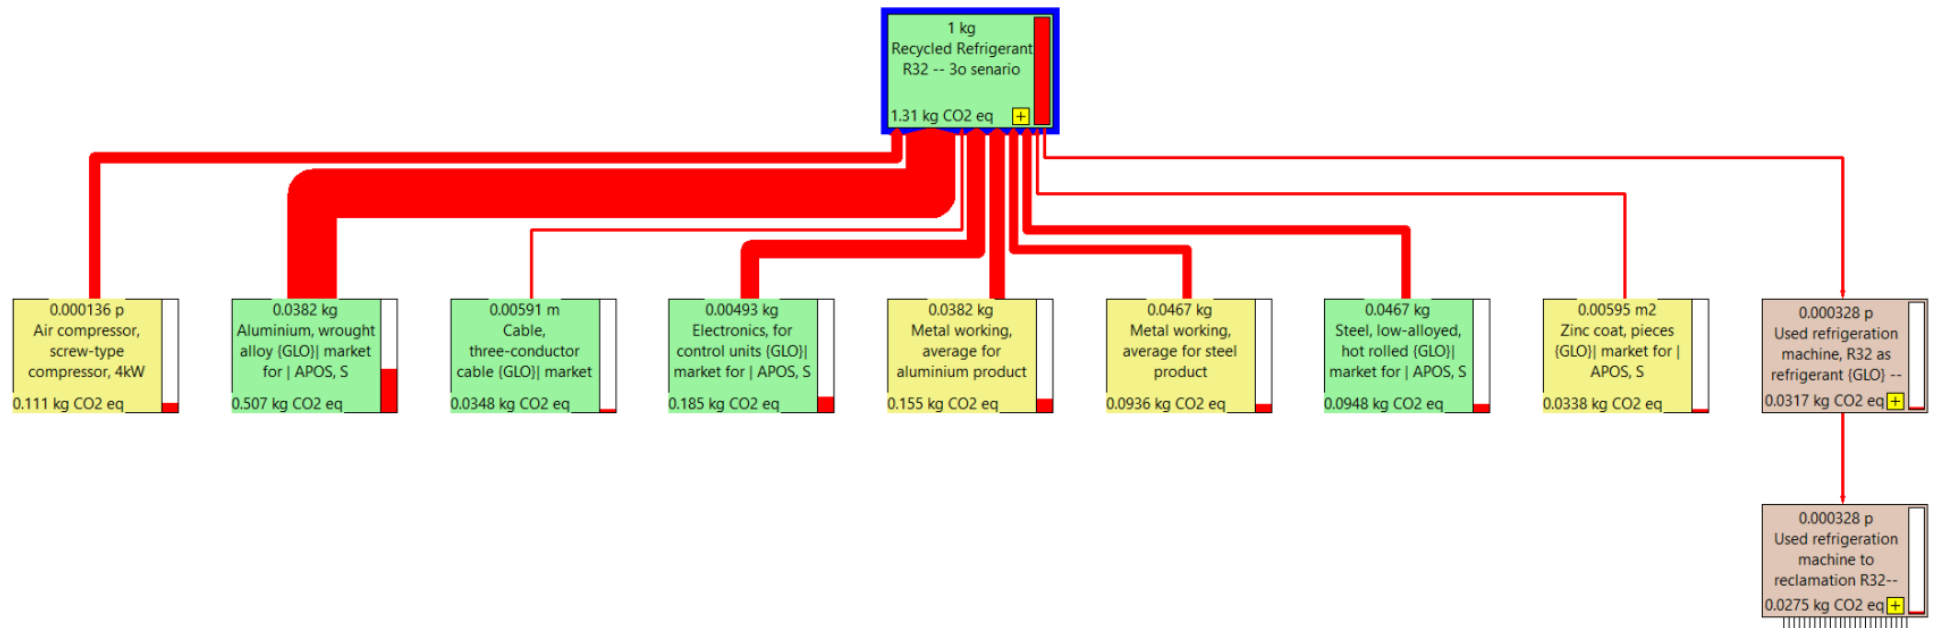 1 kg
Recycled Refrigerant
R32 -- 3o senario
1.31 kg CO2 eq +
0.000136 p
Air compressor,
screw-type
compressor, 4kW
0.111 kg CO2 eq
0.0382 kg
Aluminium, wrought
alloy {GLO}| market
for | APOS, S
0.507 kg CO2 eq
0.00591 m
Cable,
three-conductor
cable {GLO}| market
0.0348 kg CO2 eq
0.00493 kg
Electronics, for
control units {GLO}|
market for | APOS, S
0.185 kg CO2 eq
0.0382 kg
Metal working,
average for
aluminium product
0.155 kg CO2 eq
0.0467 kg
Metal working,
average for steel
product
0.0936 kg CO2 eq
0.0467 kg
Steel, low-alloyed,
hot rolled {GLO}|
market for | APOS, S
0.0948 kg CO2 eq
0.00595 m2
Zinc coat, pieces
{GLO}| market for |
APOS, S
0.0338 kg CO2 eq
0.000328 p
Used refrigeration
machine, R32 as
refrigerant {GLO} --
0.0317 kg CO2 eq +
0.000328 p
Used refrigeration
machine to
reclamation R32--
0.0275 kg CO2 eq +